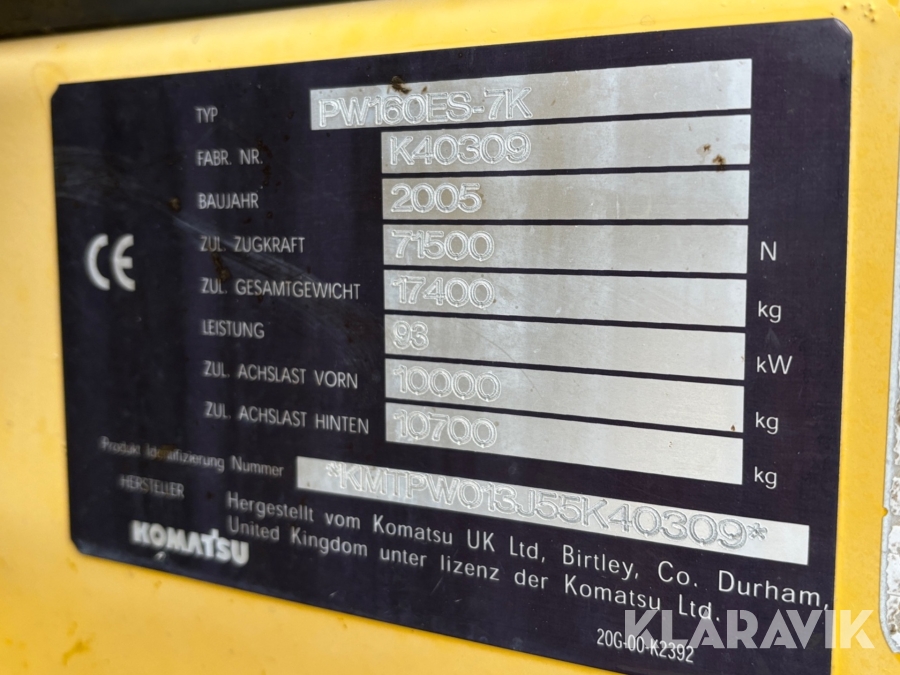 TYP PW160ES-7K
FABR. NR. K40309
BAUJAHR 2005
ZUL. ZUGKRAFT 71500 N
ZUL. GESAMTGEWICHT 17400 kg
LEISTUNG 93 kW
ZUL. ACHSLAST VORN 10000 kg
ZUL. ACHSLAST HINTEN 10700 kg
Produkt Identifizierung Nummer *KMTPW013J55K40309*
HERSTELLER
Hergestellt vom Komatsu UK Ltd, Birtley, Co. Durham,
United Kingdom unter lizenz der Komatsu Ltd.
KOMATSU
20G-00-K2392
CE
KLARAVIK